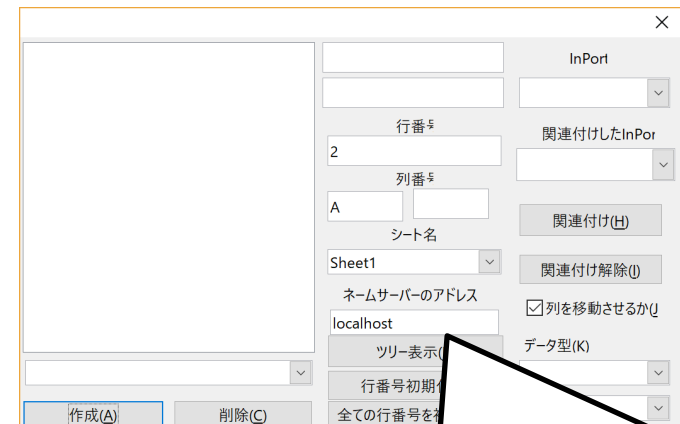 InPort
行番号
2
関連付けしたInPor
列番号
A
関連付け(H)
シート名
Sheet1
関連付け解除(I)
ネームサーバーのアドレス
列を移動させるか(J
localhost
ツリー表示(
データ型(K)
行番号初期
作成(A)
削除(C)
全ての行番号を